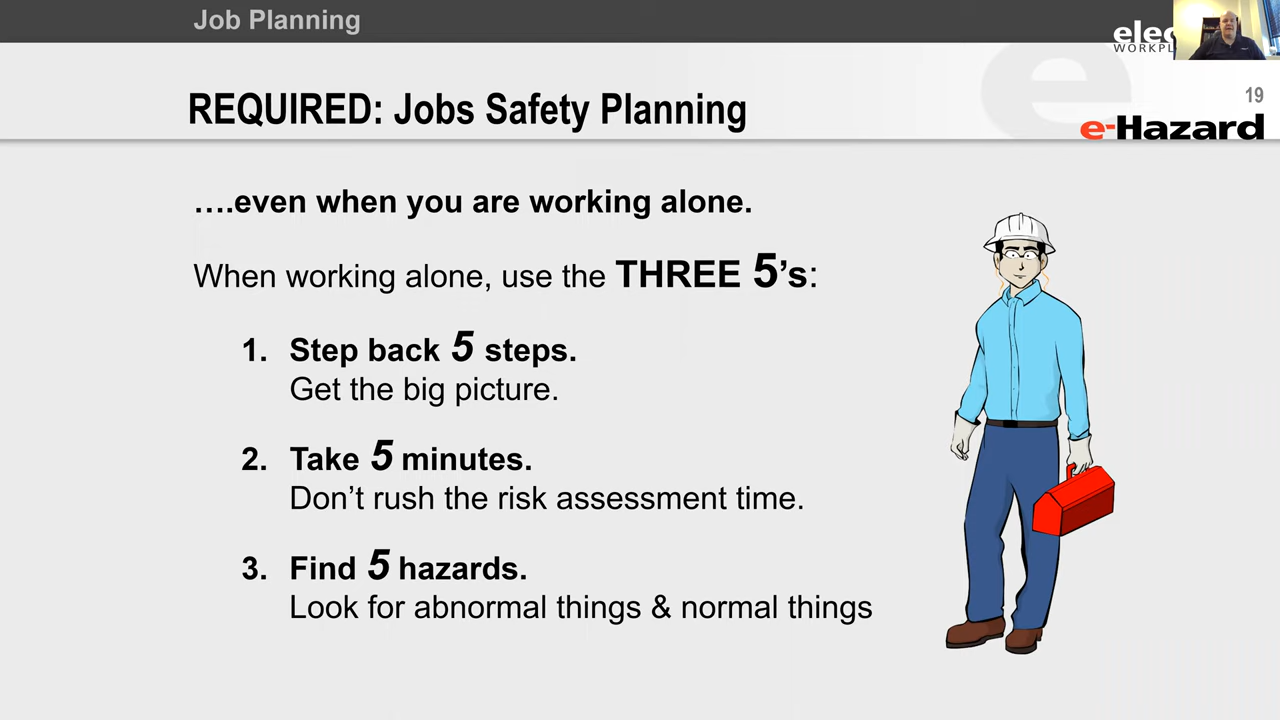 Job Planning
elec
WORKPL
REQUIRED: Jobs Safety Planning
19
e-Hazard
….even when you are working alone.
When working alone, use the THREE 5’s:
1. Step back 5 steps.
Get the big picture.
2. Take 5 minutes.
Don’t rush the risk assessment time.
3. Find 5 hazards.
Look for abnormal things & normal things